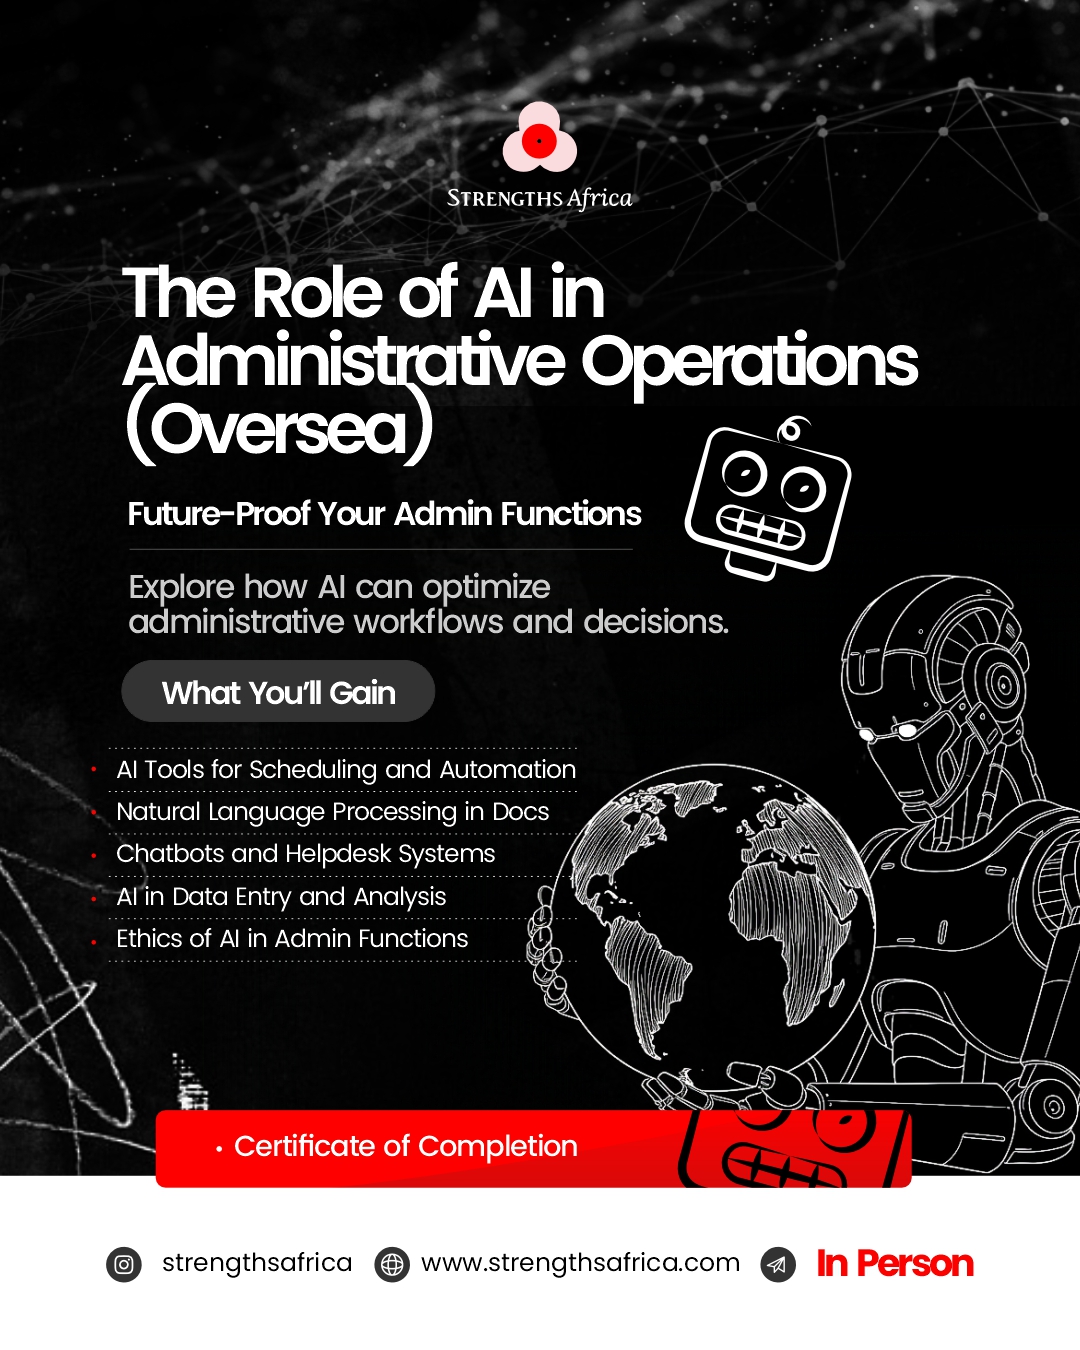 STRENGTHS Africa
The Role of AI in
Administrative Operations
(Oversea)
Future-Proof Your Admin Functions
Explore how AI can optimize
administrative workflows and decisions.
What You'll Gain
• AI Tools for Scheduling and Automation
• Natural Language Processing in Docs
• Chatbots and Helpdesk Systems
• AI in Data Entry and Analysis
• Ethics of AI in Admin Functions
• Certificate of Completion
strengthsafrica www.strengthsafrica.com In Person